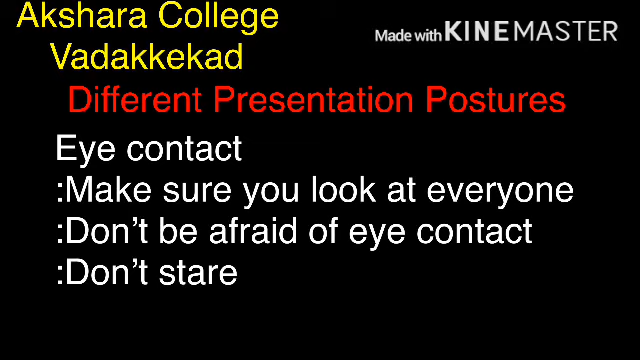 Akshara College
Made with KINEMASTER
Vadakkekad
Different Presentation Postures
Eye contact
:Make sure you look at everyone
:Don’t be afraid of eye contact
:Don’t stare